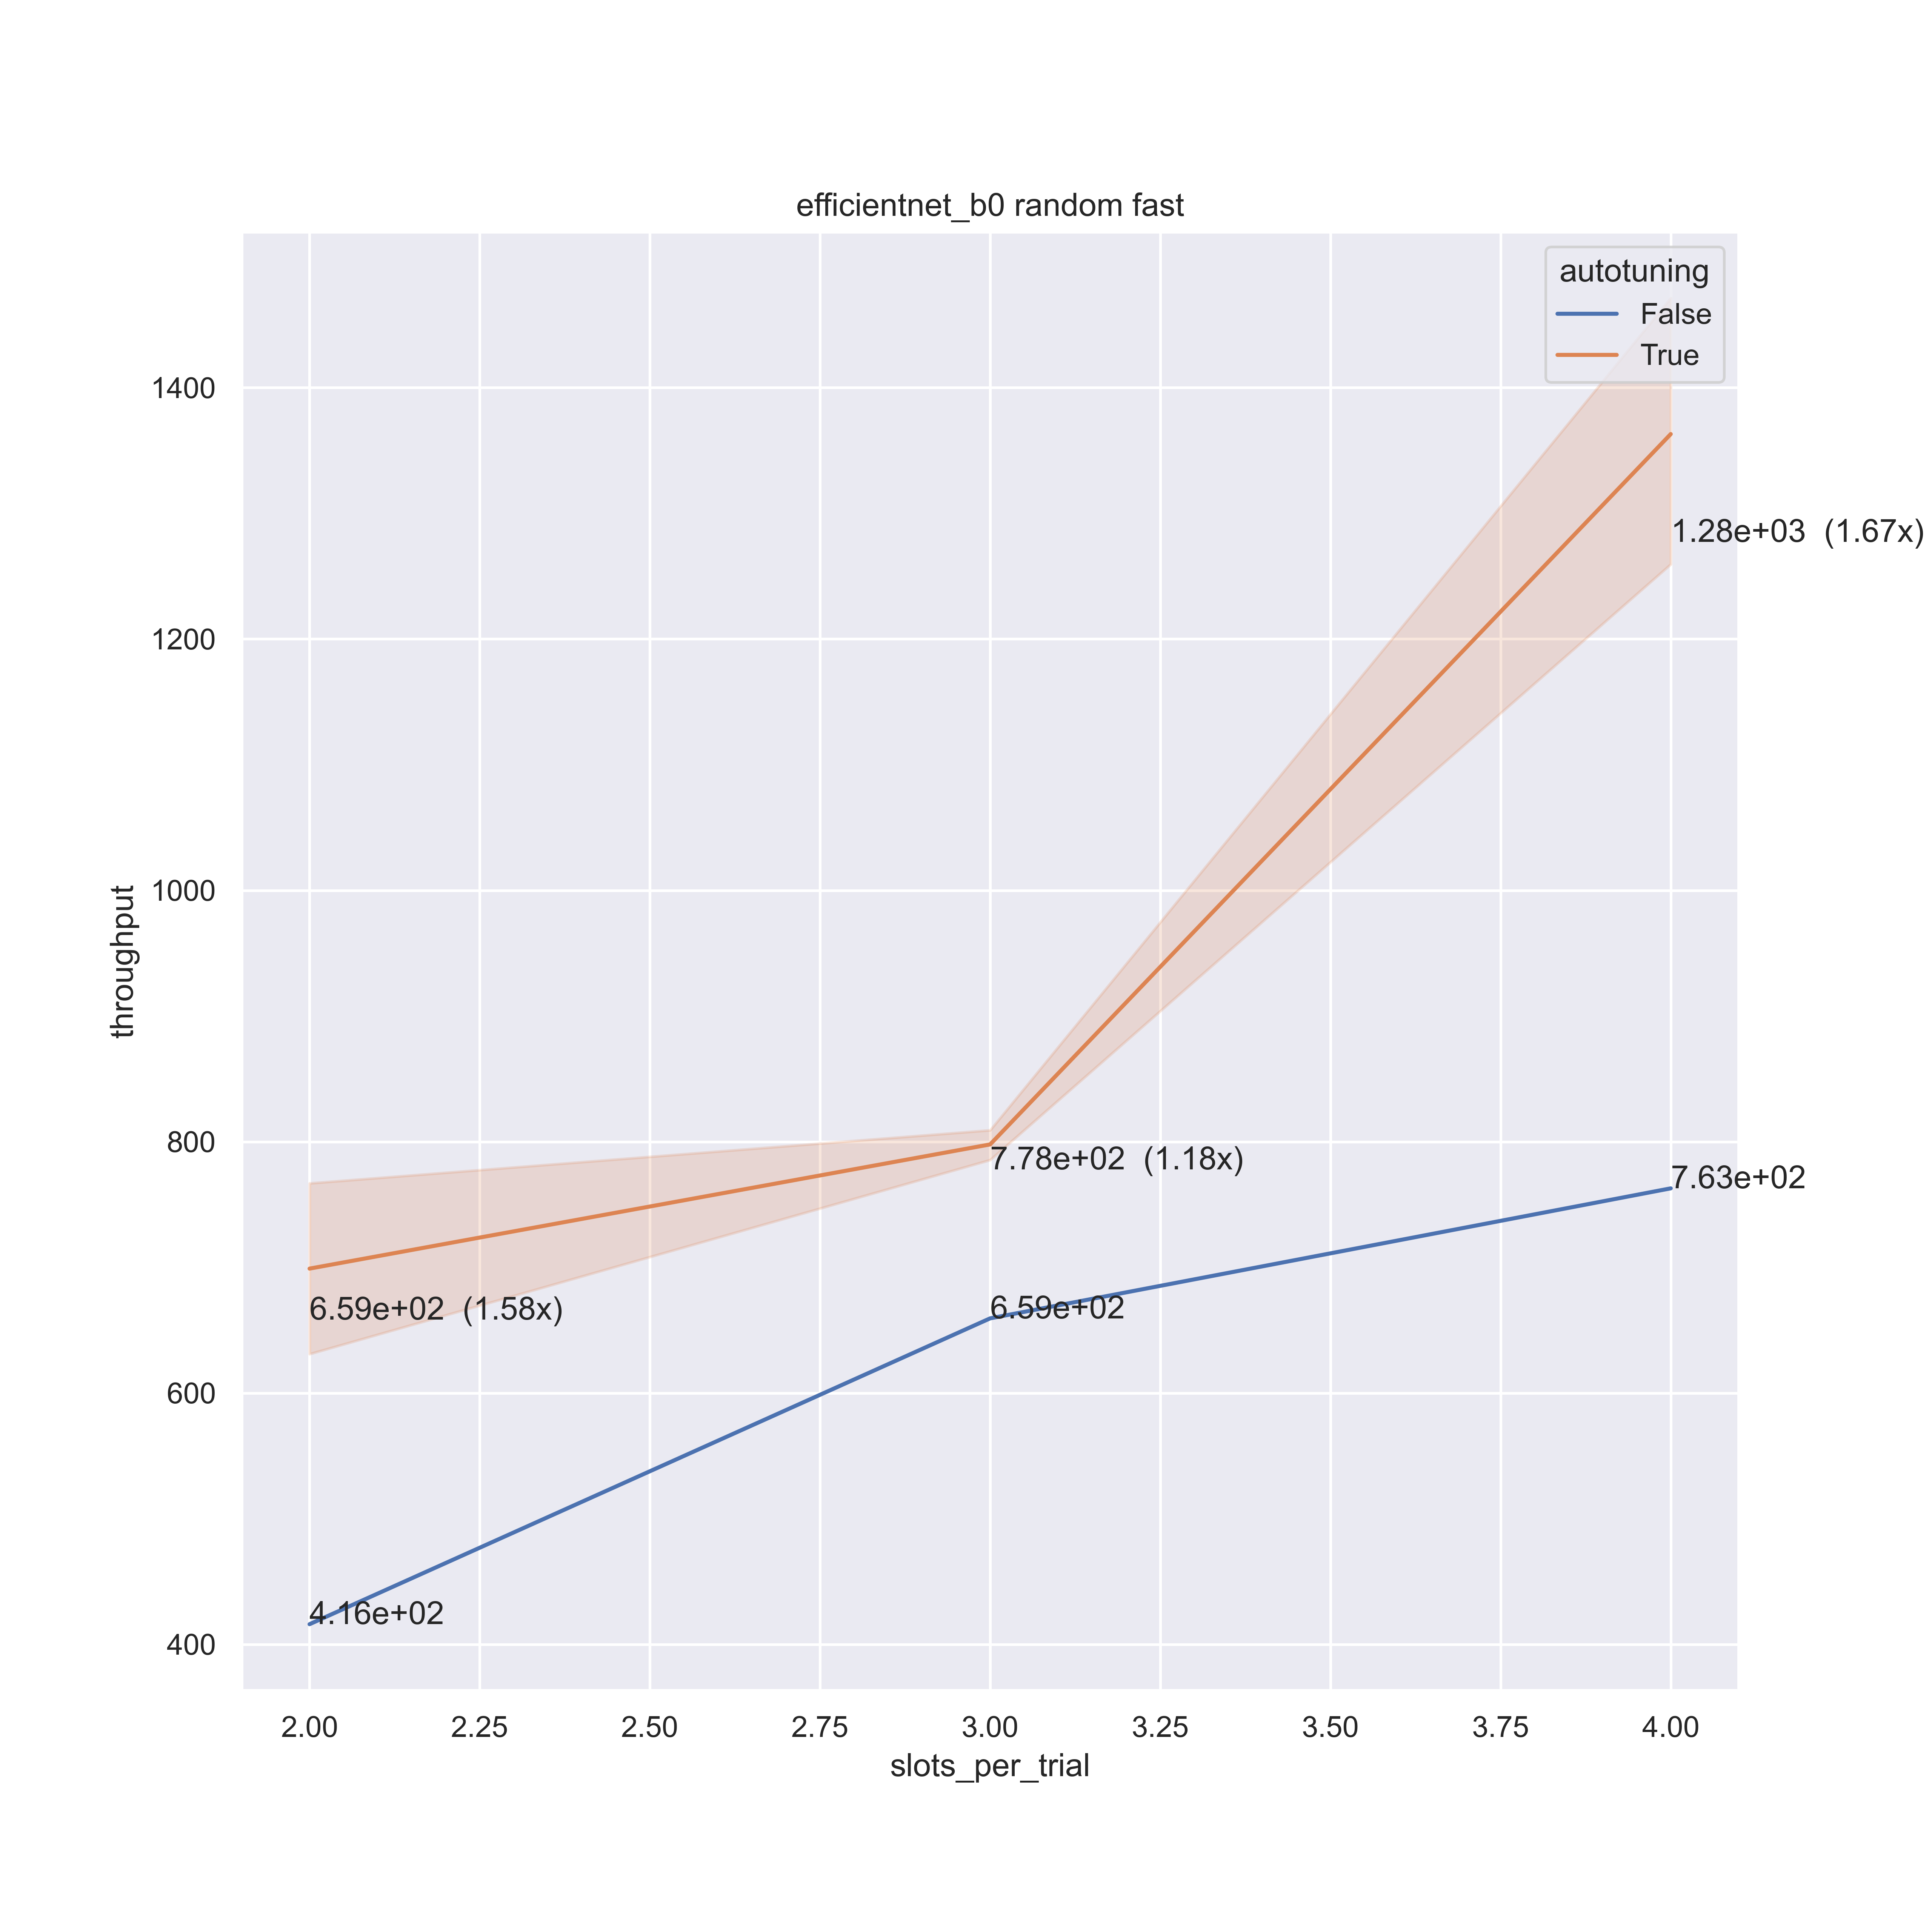 efficientnet_b0 random fast
autotuning
False
True
1400
1.28e+03 (1.67x)
1200
throughput
1000
800
7.78e+02 (1.18x)
7.63e+02
6.59e+02 (1.58x)
6.59e+02
600
4.16e+02
400
2.00 2.25 2.50 2.75 3.00 3.25 3.50 3.75 4.00
slots_per_trial